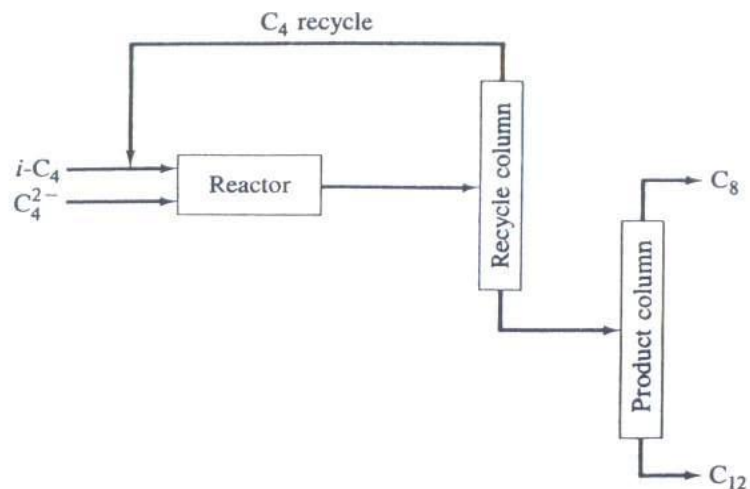 C₄ recycle
i-C₄
C₄²⁻
Reactor
Recycle column
Product column
C₈
C₁₂